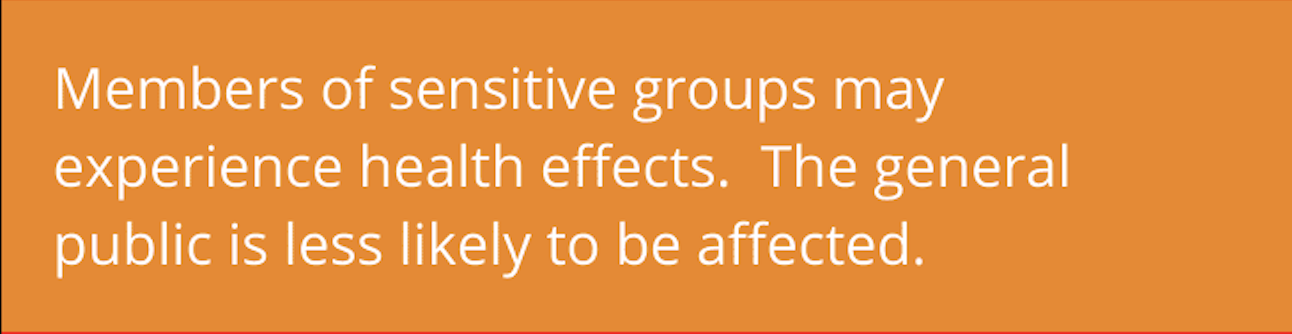 Members of sensitive groups may
experience health effects.  The general
public is less likely to be affected.